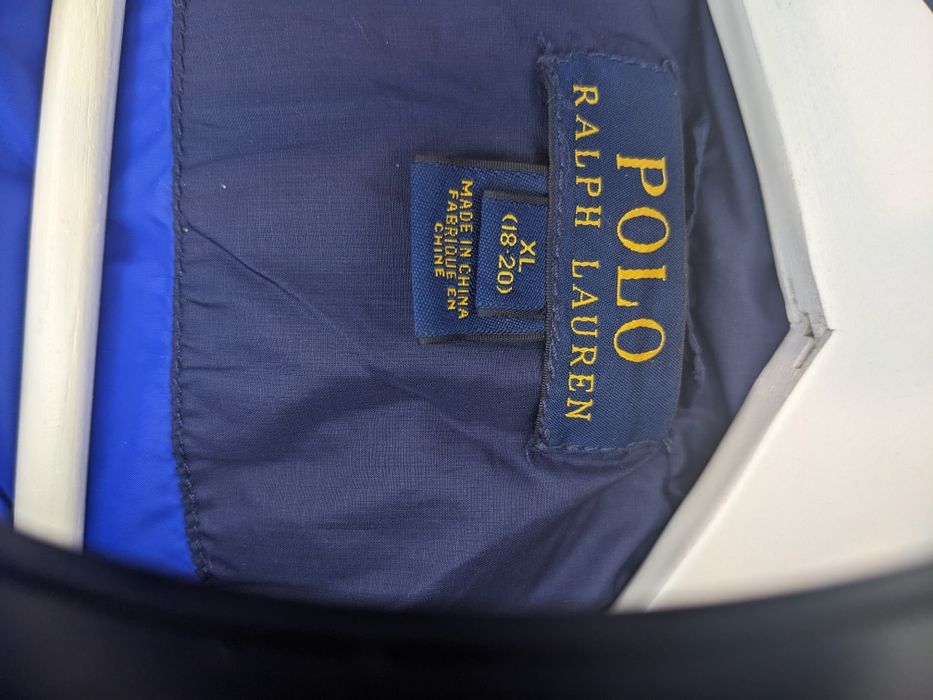 POLO
RALPH LAUREN
XL
(18-20)
MADE IN CHINA
FABRIQUE EN
CHINE